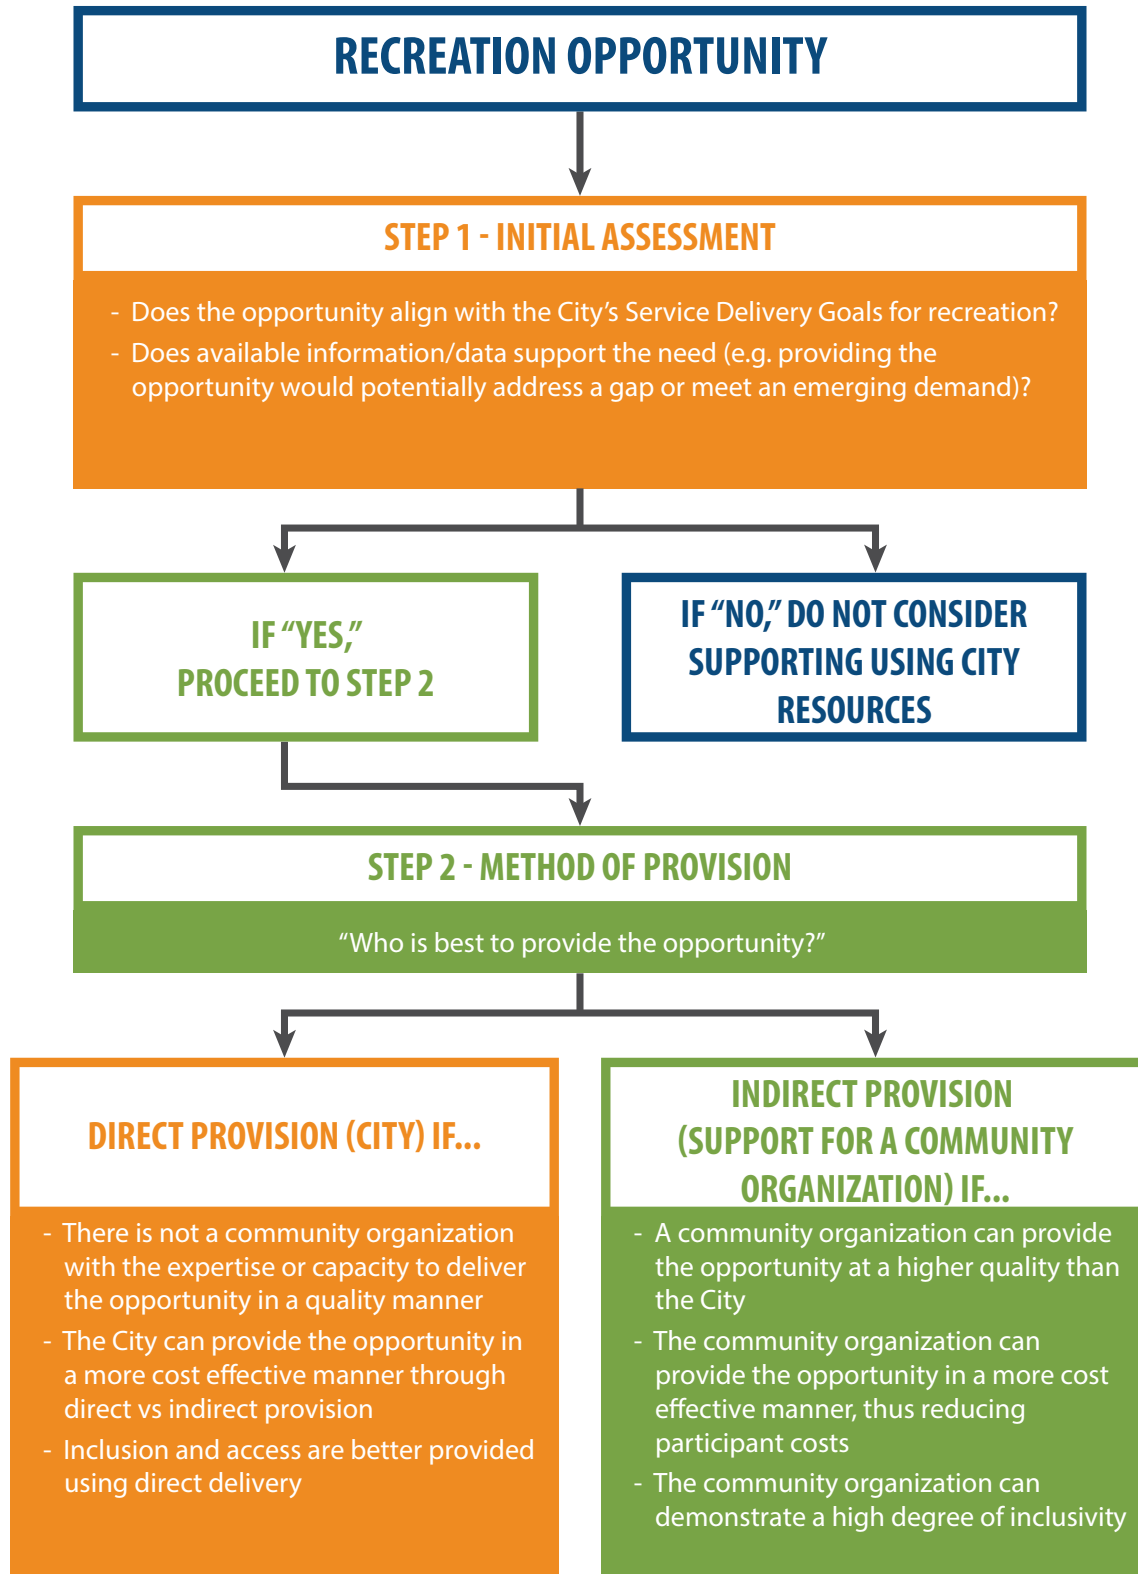 RECREATION OPPORTUNITY
STEP 1 - INITIAL ASSESSMENT
- Does the opportunity align with the City’s Service Delivery Goals for recreation?
- Does available information/data support the need (e.g. providing the
opportunity would potentially address a gap or meet an emerging demand)?
IF “YES,”
PROCEED TO STEP 2
IF “NO,” DO NOT CONSIDER
SUPPORTING USING CITY
RESOURCES
STEP 2 - METHOD OF PROVISION
“Who is best to provide the opportunity?”
DIRECT PROVISION (CITY) IF...
- There is not a community organization
with the expertise or capacity to deliver
the opportunity in a quality manner
- The City can provide the opportunity in
a more cost effective manner through
direct vs indirect provision
- Inclusion and access are better provided
using direct delivery
INDIRECT PROVISION
(SUPPORT FOR A COMMUNITY
ORGANIZATION) IF...
- A community organization can provide
the opportunity at a higher quality than
the City
- The community organization can
provide the opportunity in a more cost
effective manner, thus reducing
participant costs
- The community organization can
demonstrate a high degree of inclusivity